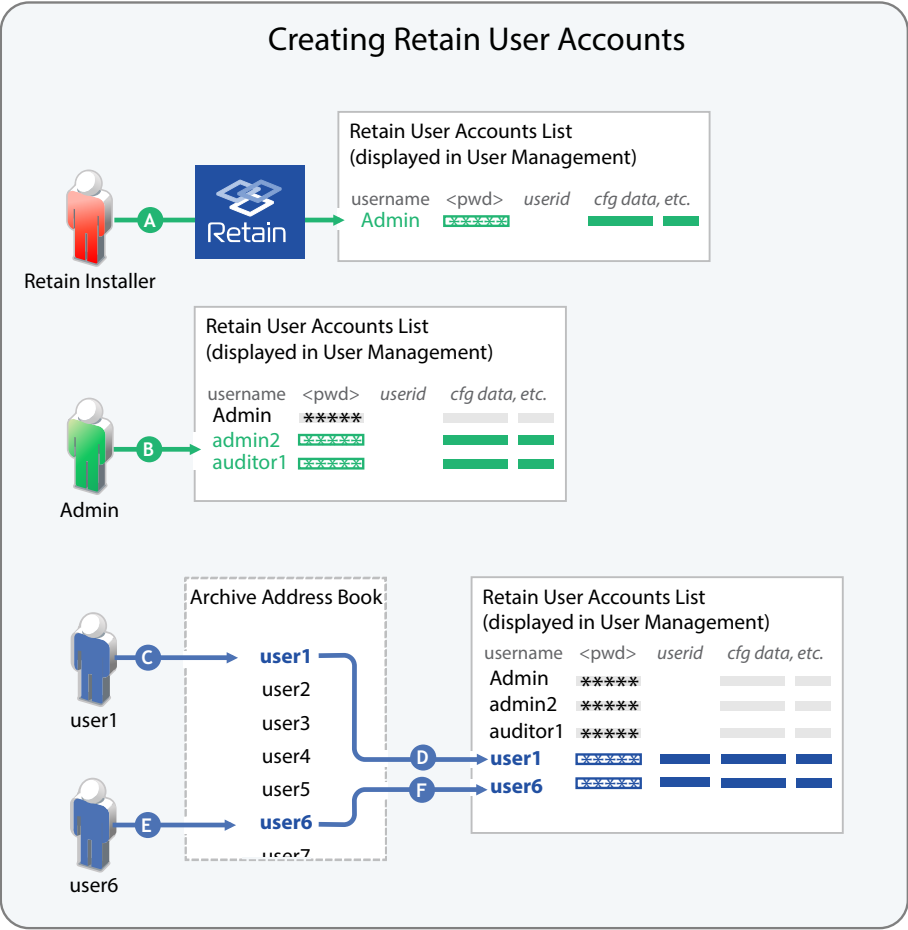 Creating Retain User Accounts
Retain User Accounts List
(displayed in User Management)
username <pwd> userid cfg data, etc.
Admin *****
A
Retain
Retain Installer
Retain User Accounts List
(displayed in User Management)
username <pwd> userid cfg data, etc.
Admin *****
admin2 *****
auditor1 *****
B
Admin
Archive Address Book
C
user1
user1
user2
user3
user4
user5
E
user6
user6
user7
D
F
Retain User Accounts List
(displayed in User Management)
username <pwd> userid cfg data, etc.
Admin *****
admin2 *****
auditor1 *****
user1 *****
user6 *****